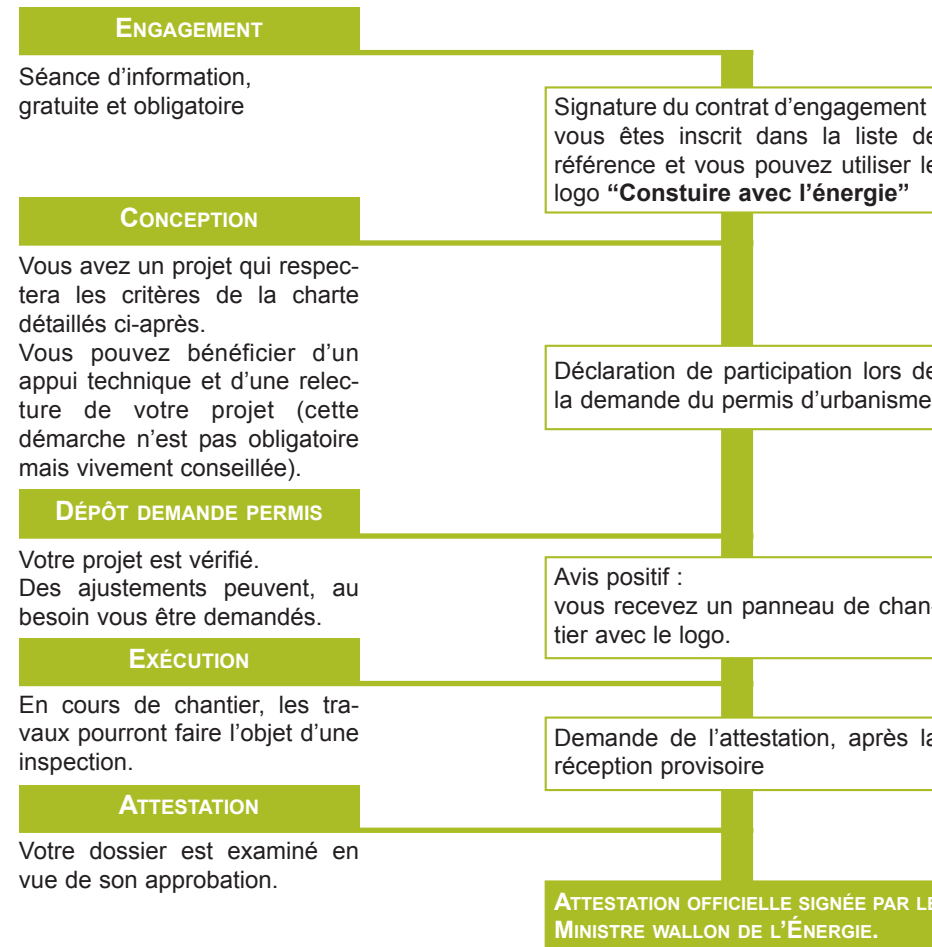 ENGAGEMENT
Séance d’information,
gratuite et obligatoire
Signature du contrat d’engagement
vous êtes inscrit dans la liste de
référence et vous pouvez utiliser le
logo “Constuire avec l’énergie”
CONCEPTION
Vous avez un projet qui respec-
tera les critères de la charte
détaillés ci-après.
Vous pouvez bénéficier d’un
appui technique et d’une relec-
ture de votre projet (cette
démarche n’est pas obligatoire
mais vivement conseillée).
Déclaration de participation lors de
la demande du permis d’urbanisme
DÉPÔT DEMANDE PERMIS
Votre projet est vérifié.
Des ajustements peuvent, au
besoin vous être demandés.
Avis positif :
vous recevez un panneau de chan-
tier avec le logo.
EXÉCUTION
En cours de chantier, les tra-
vaux pourront faire l’objet d’une
inspection.
Demande de l’attestation, après la
réception provisoire
ATTESTATION
Votre dossier est examiné en
vue de son approbation.
ATTESTATION OFFICIELLE SIGNÉE PAR LE
MINISTRE WALLON DE L’ÉNERGIE.